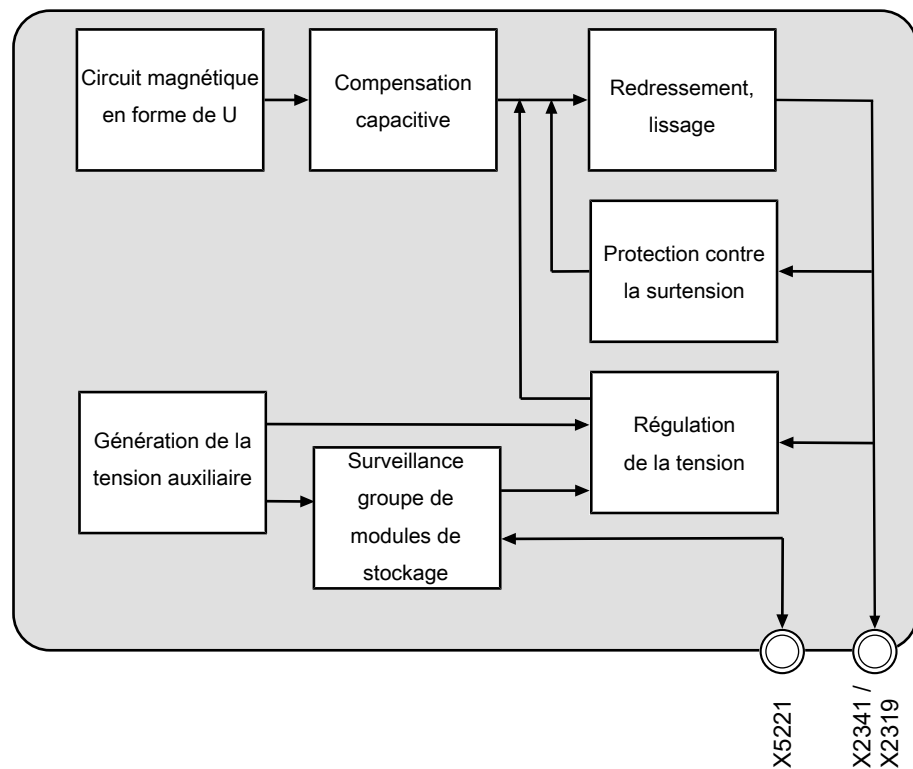 Circuit magnétique
en forme de U
Compensation
capacitive
Redressement,
lissage
Protection contre
la surtension
Génération de la
tension auxiliaire
Surveillance
groupe de
modules de
stockage
Régulation
de la tension
X5221
X2341 /
X2319